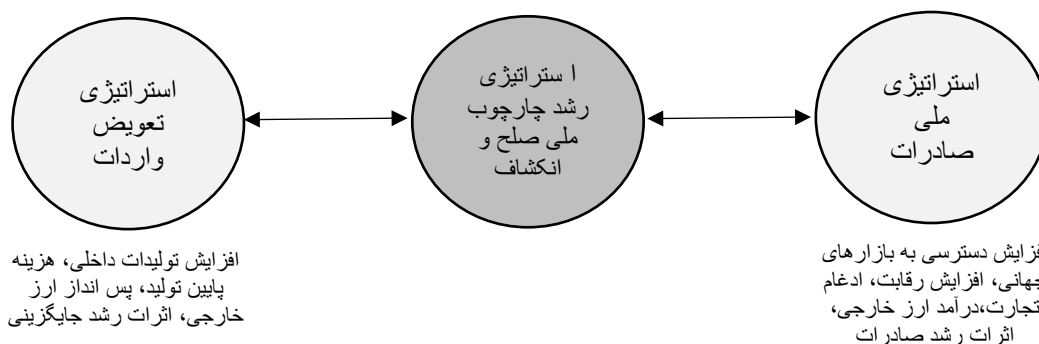 استراتیژی
ملی
صادرات
ا ستراتیژی
رشد چارچوب
ملی صلح و
انکشاف
استراتیژی
تعویض
واردات
فزایش دسترسی به بازارهای
جهانی، افزایش رقابت، ادغام
تجارت،درآمد ارز خارجی،
اثرات رشد صادرات
افزایش تولیدات داخلی، هزینه
پایین تولید، پس انداز ارز
خارجی، اثرات رشد جایگزینی